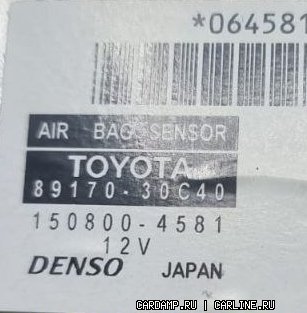 *064581
AIR BAG SENSOR
TOYOTA
89170-30C40
150800-4581
12V
DENSO JAPAN
CARDAMP.RU | CARLINE.RU